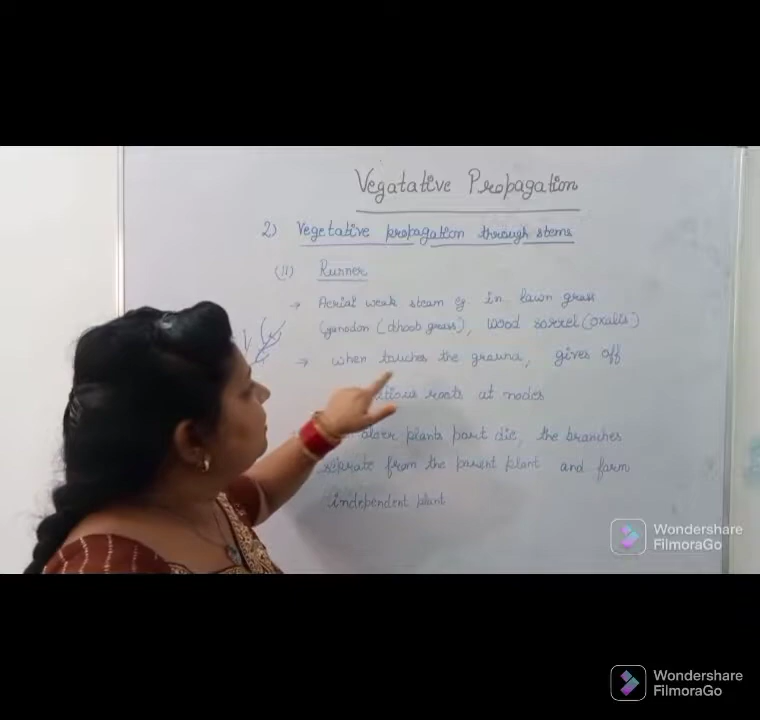 Vegatative Propagation
2) Vegetative propagation through stems
(II) Runner
→ Aerial weak steam eg in lawn grass
(ynodon (dhoob grass), wood sorrel (oxalis)
→ when touches the ground, gives off
roots at nodes
older plants part die, the branches
seprate from the parent plant and form
independent plant
Wondershare
FilmoraGo
Wondershare
FilmoraGo